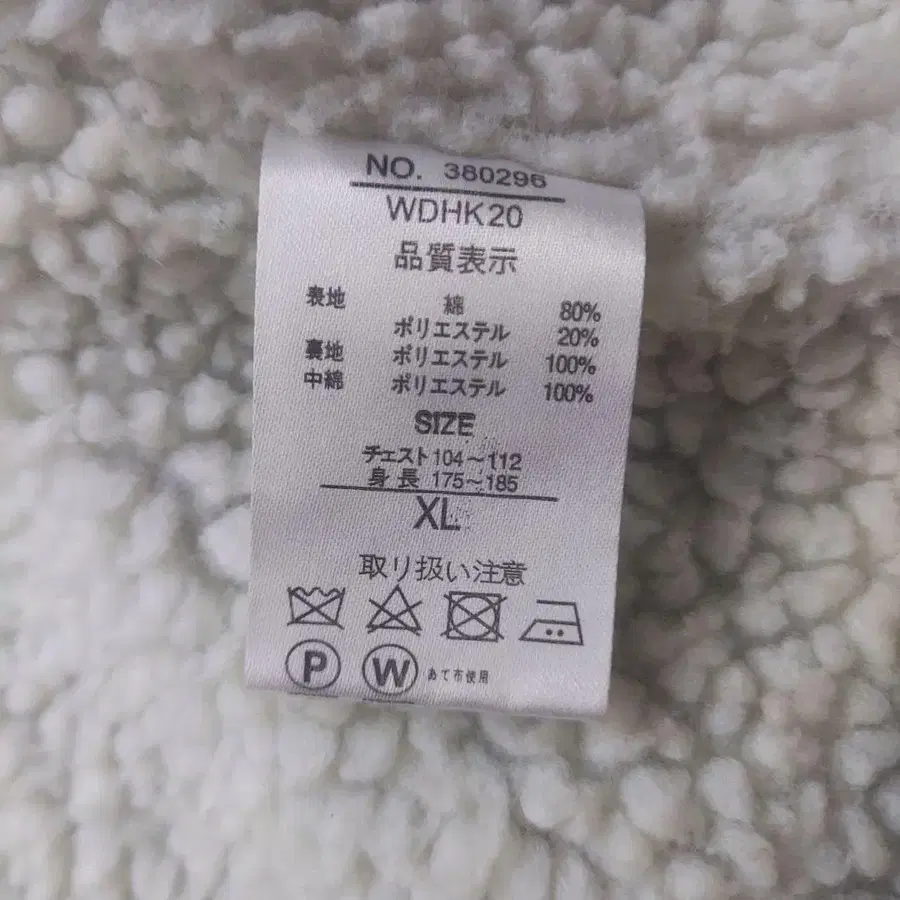 NO. 380296
WDHK20
品質表示
表地 綿 80%
ポリエステル 20%
裏地 ポリエステル 100%
中綿 ポリエステル 100%
SIZE
チェスト 104～112
身長 175～185
XL
取り扱い注意
P W あて布使用